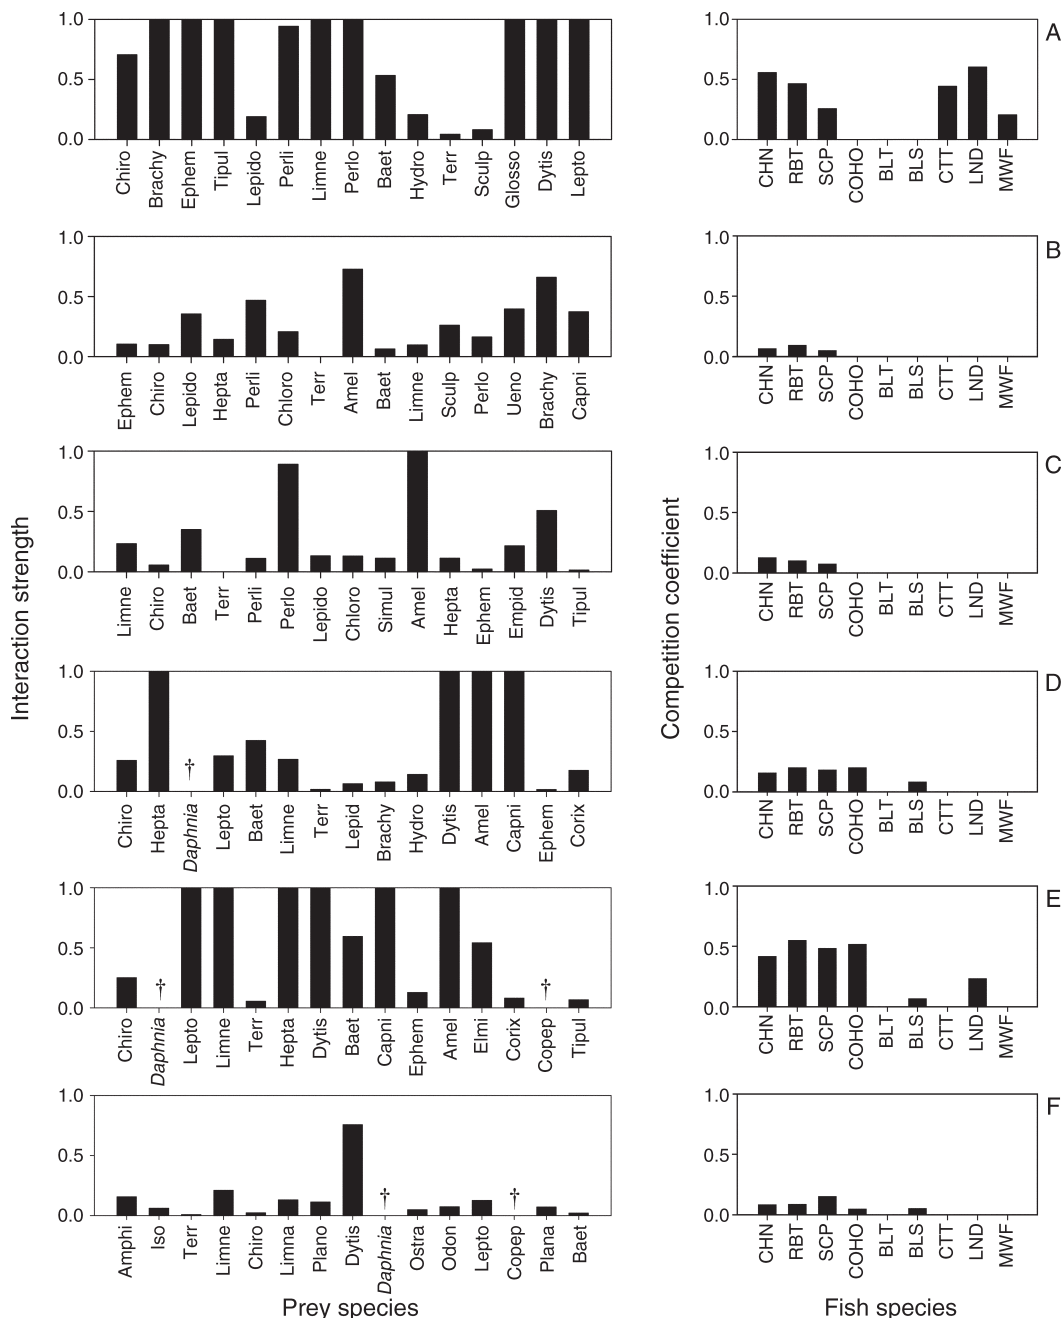 A
1.0
0.5
0.0
Chiro Brachy Ephem Tipul Lepido Perli Limne Perlo Baet Hydro Terr Sculp Glosso Dytis Lepto
1.0
0.5
0.0
CHN RBT SCP COHO BLT BLS CTT LND MWF
B
1.0
0.5
0.0
Ephem Chiro Lepido Hepta Perli Chloro Terr Amel Baet Limne Sculp Perlo Ueno Brachy Capni
1.0
0.5
0.0
CHN RBT SCP COHO BLT BLS CTT LND MWF
C
1.0
0.5
0.0
Limne Chiro Baet Terr Perli Perlo Lepido Chloro Simul Amel Hepta Ephem Empid Dytis Tipul
1.0
0.5
0.0
CHN RBT SCP COHO BLT BLS CTT LND MWF
Interaction strength
Competition coefficient
D
1.0
0.5
0.0
†
Chiro Hepta Daphnia Lepto Baet Limne Terr Lepid Brachy Hydro Dytis Amel Capni Ephem Corix
1.0
0.5
0.0
CHN RBT SCP COHO BLT BLS CTT LND MWF
E
1.0
0.5
0.0
† †
Chiro Daphnia Lepto Limne Terr Hepta Dytis Baet Capni Ephem Amel Elmi Corix Copep Tipul
1.0
0.5
0.0
CHN RBT SCP COHO BLT BLS CTT LND MWF
F
1.0
0.5
0.0
† †
Amphi Iso Terr Limne Chiro Limna Plano Dytis Daphnia Ostra Odon Lepto Copep Plana Baet
1.0
0.5
0.0
CHN RBT SCP COHO BLT BLS CTT LND MWF
Prey species
Fish species